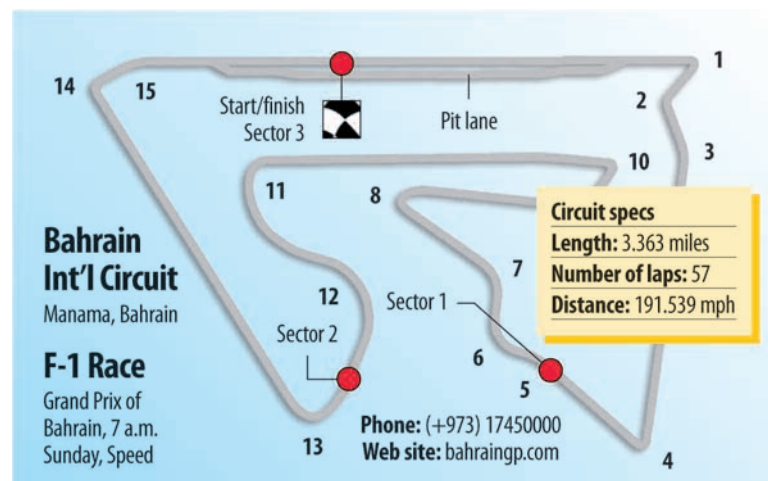 1
14
15
2
Start/finish
Sector 3
Pit lane
3
10
11
8
Circuit specs
Length: 3.363 miles
Number of laps: 57
Distance: 191.539 mph
Bahrain
Int'l Circuit
Manama, Bahrain
7
12
Sector 1
Sector 2
6
5
F-1 Race
Grand Prix of
Bahrain, 7 a.m.
Sunday, Speed
Phone: (+973) 17450000
Web site: bahraingp.com
13
4